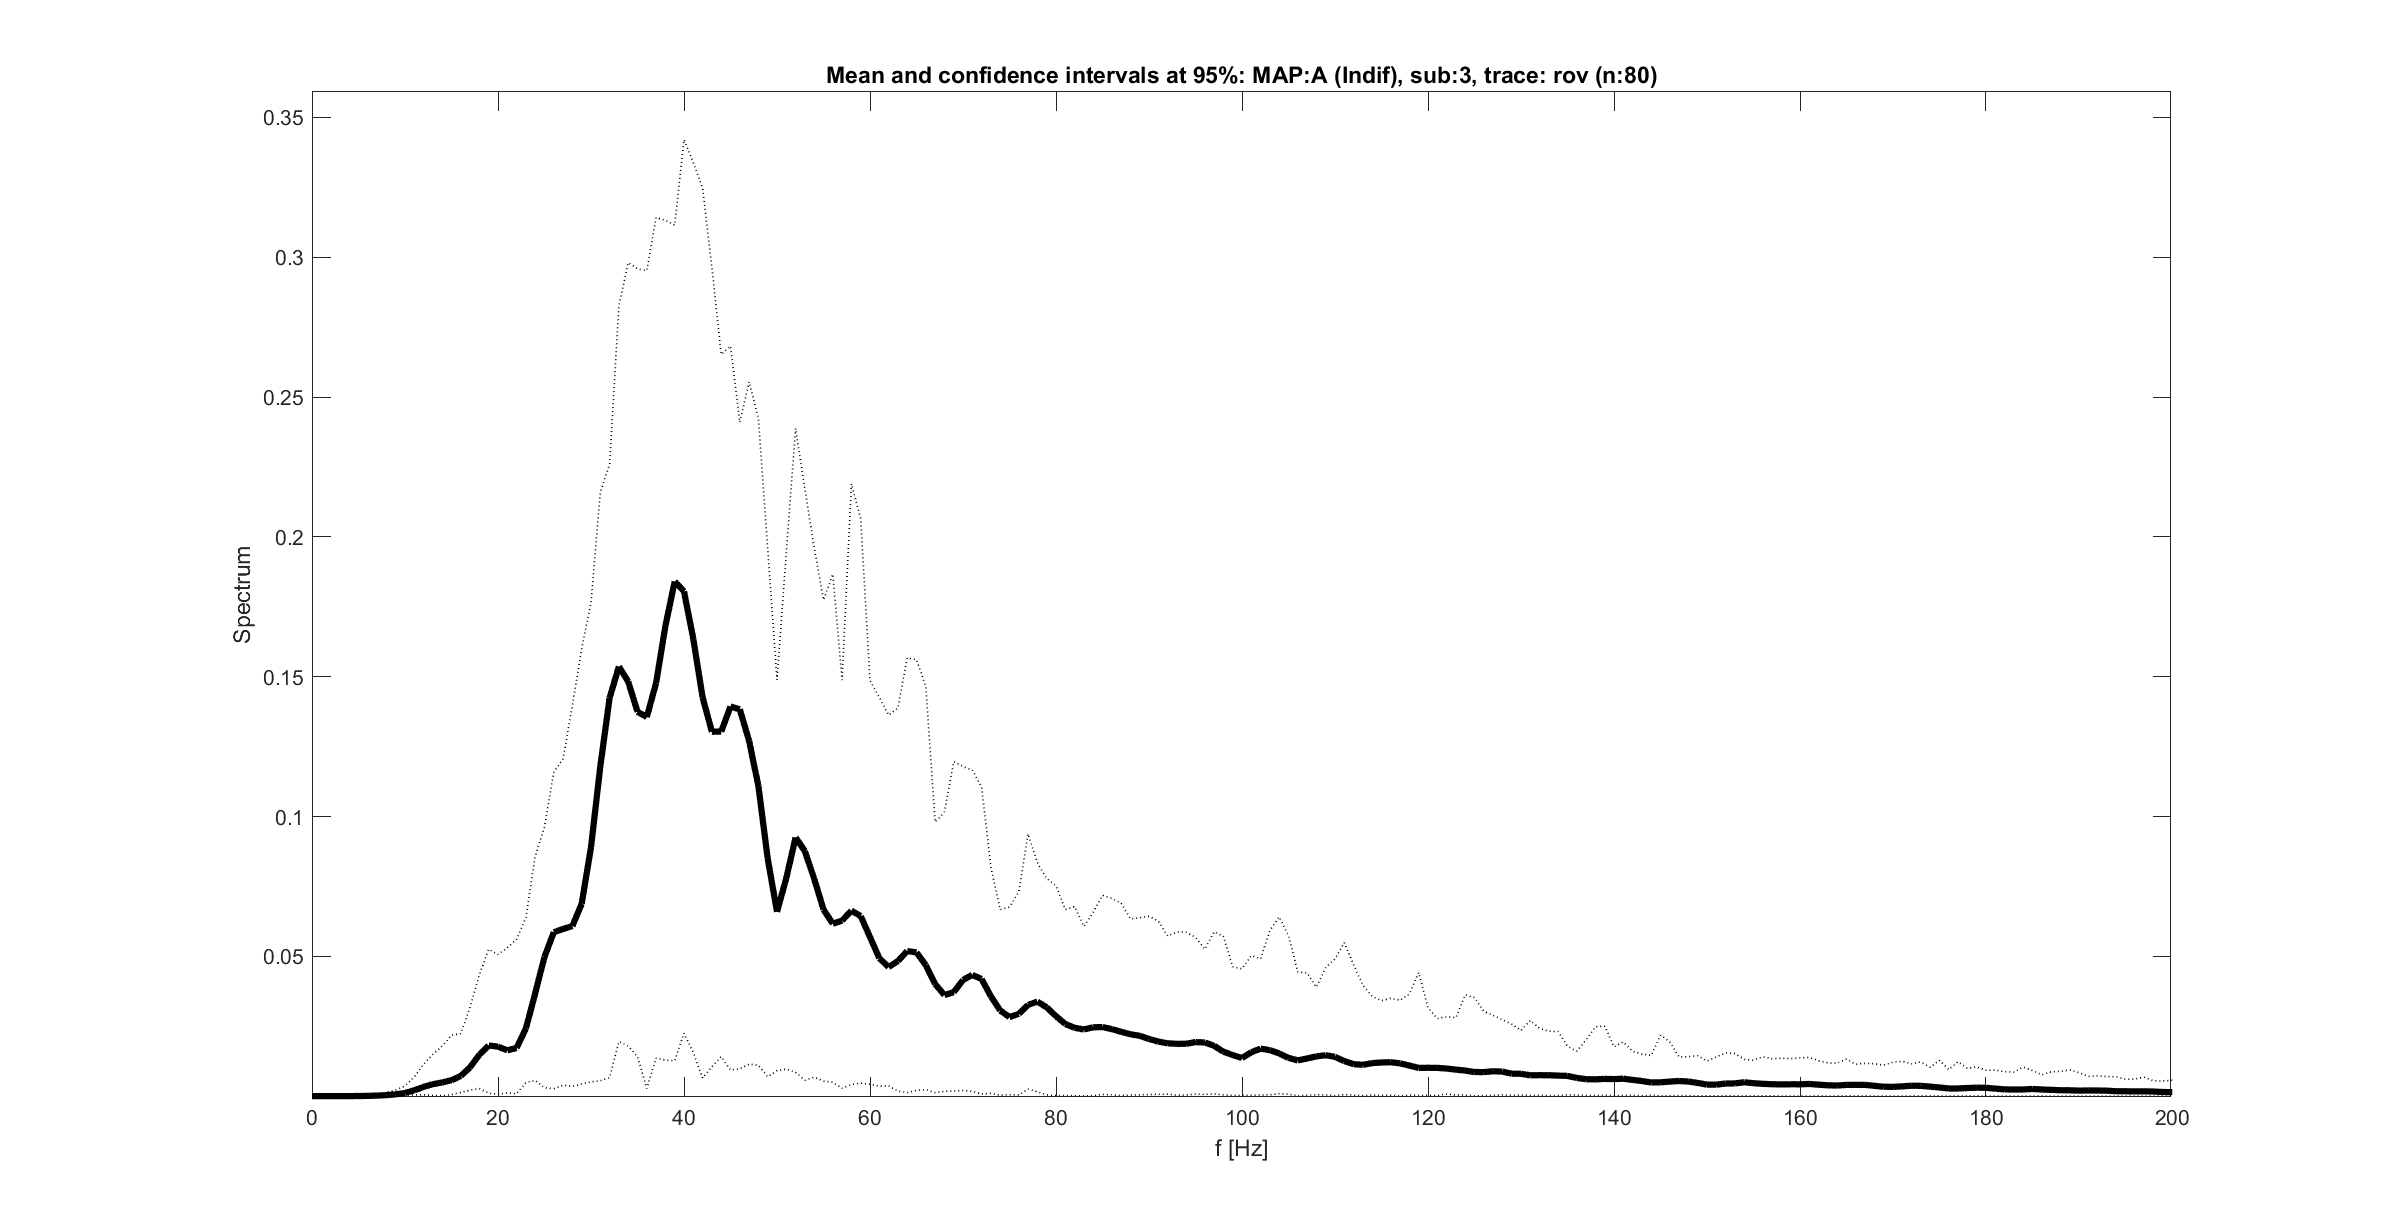 Mean and confidence intervals at 95%: MAP:A (Indif), sub:3, trace: rov (n:80)
0.35
0.3
0.25
0.2
0.15
0.1
0.05
Spectrum
0 20 40 60 80 100 120 140 160 180 200
f [Hz]